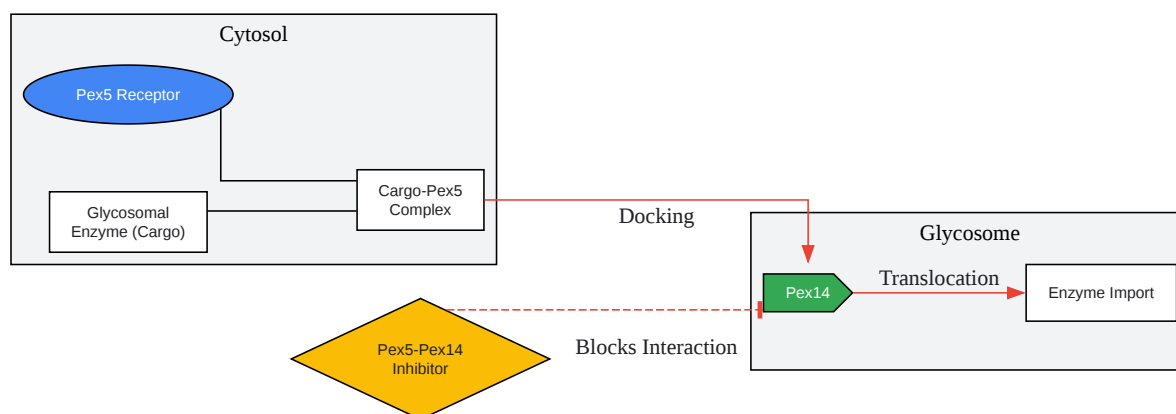 Cytosol
Pex5 Receptor
Cargo-Pex5
Complex
Glycosomal
Enzyme (Cargo)
Docking
Glycosome
Translocation
Pex14
Enzyme Import
Pex5-Pex14
Inhibitor
Blocks Interaction